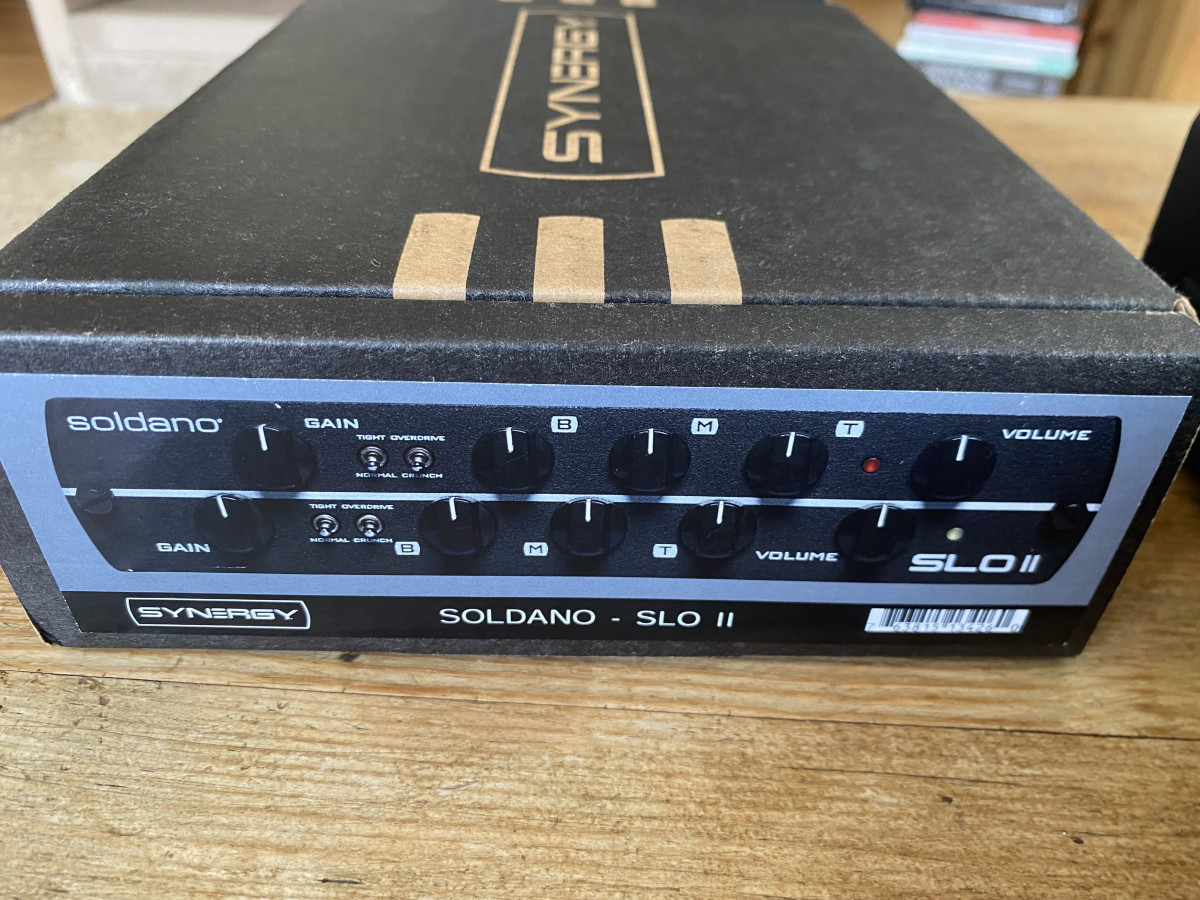 SYNERGY
soldano
GAIN
TIGHT OVERDRIVE
NORMAL CRUNCH
B
M
T
VOLUME
GAIN
TIGHT OVERDRIVE
NORMAL CRUNCH
B
M
T
VOLUME
SLO II
SYNERGY
SOLDANO - SLO II